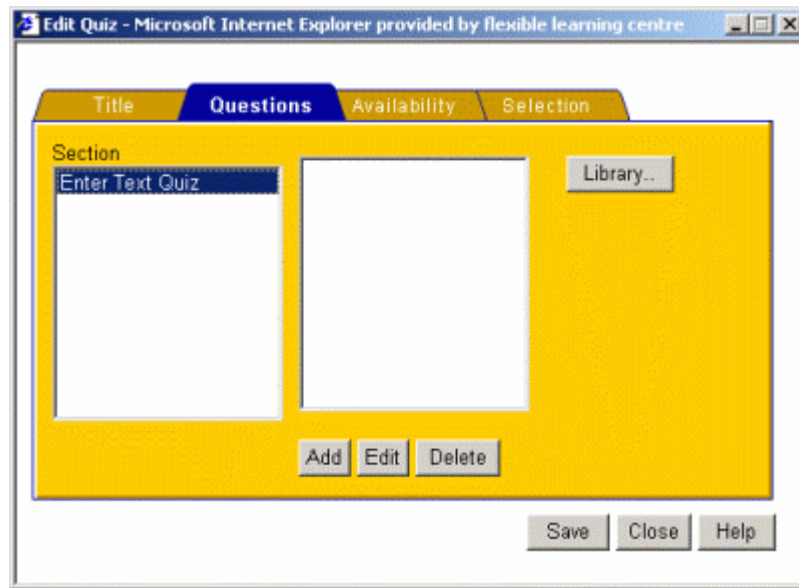 Edit Quiz - Microsoft Internet Explorer provided by flexible learning centre
Title Questions Availability Selection
Section
Enter Text Quiz
Library..
Add Edit Delete
Save Close Help